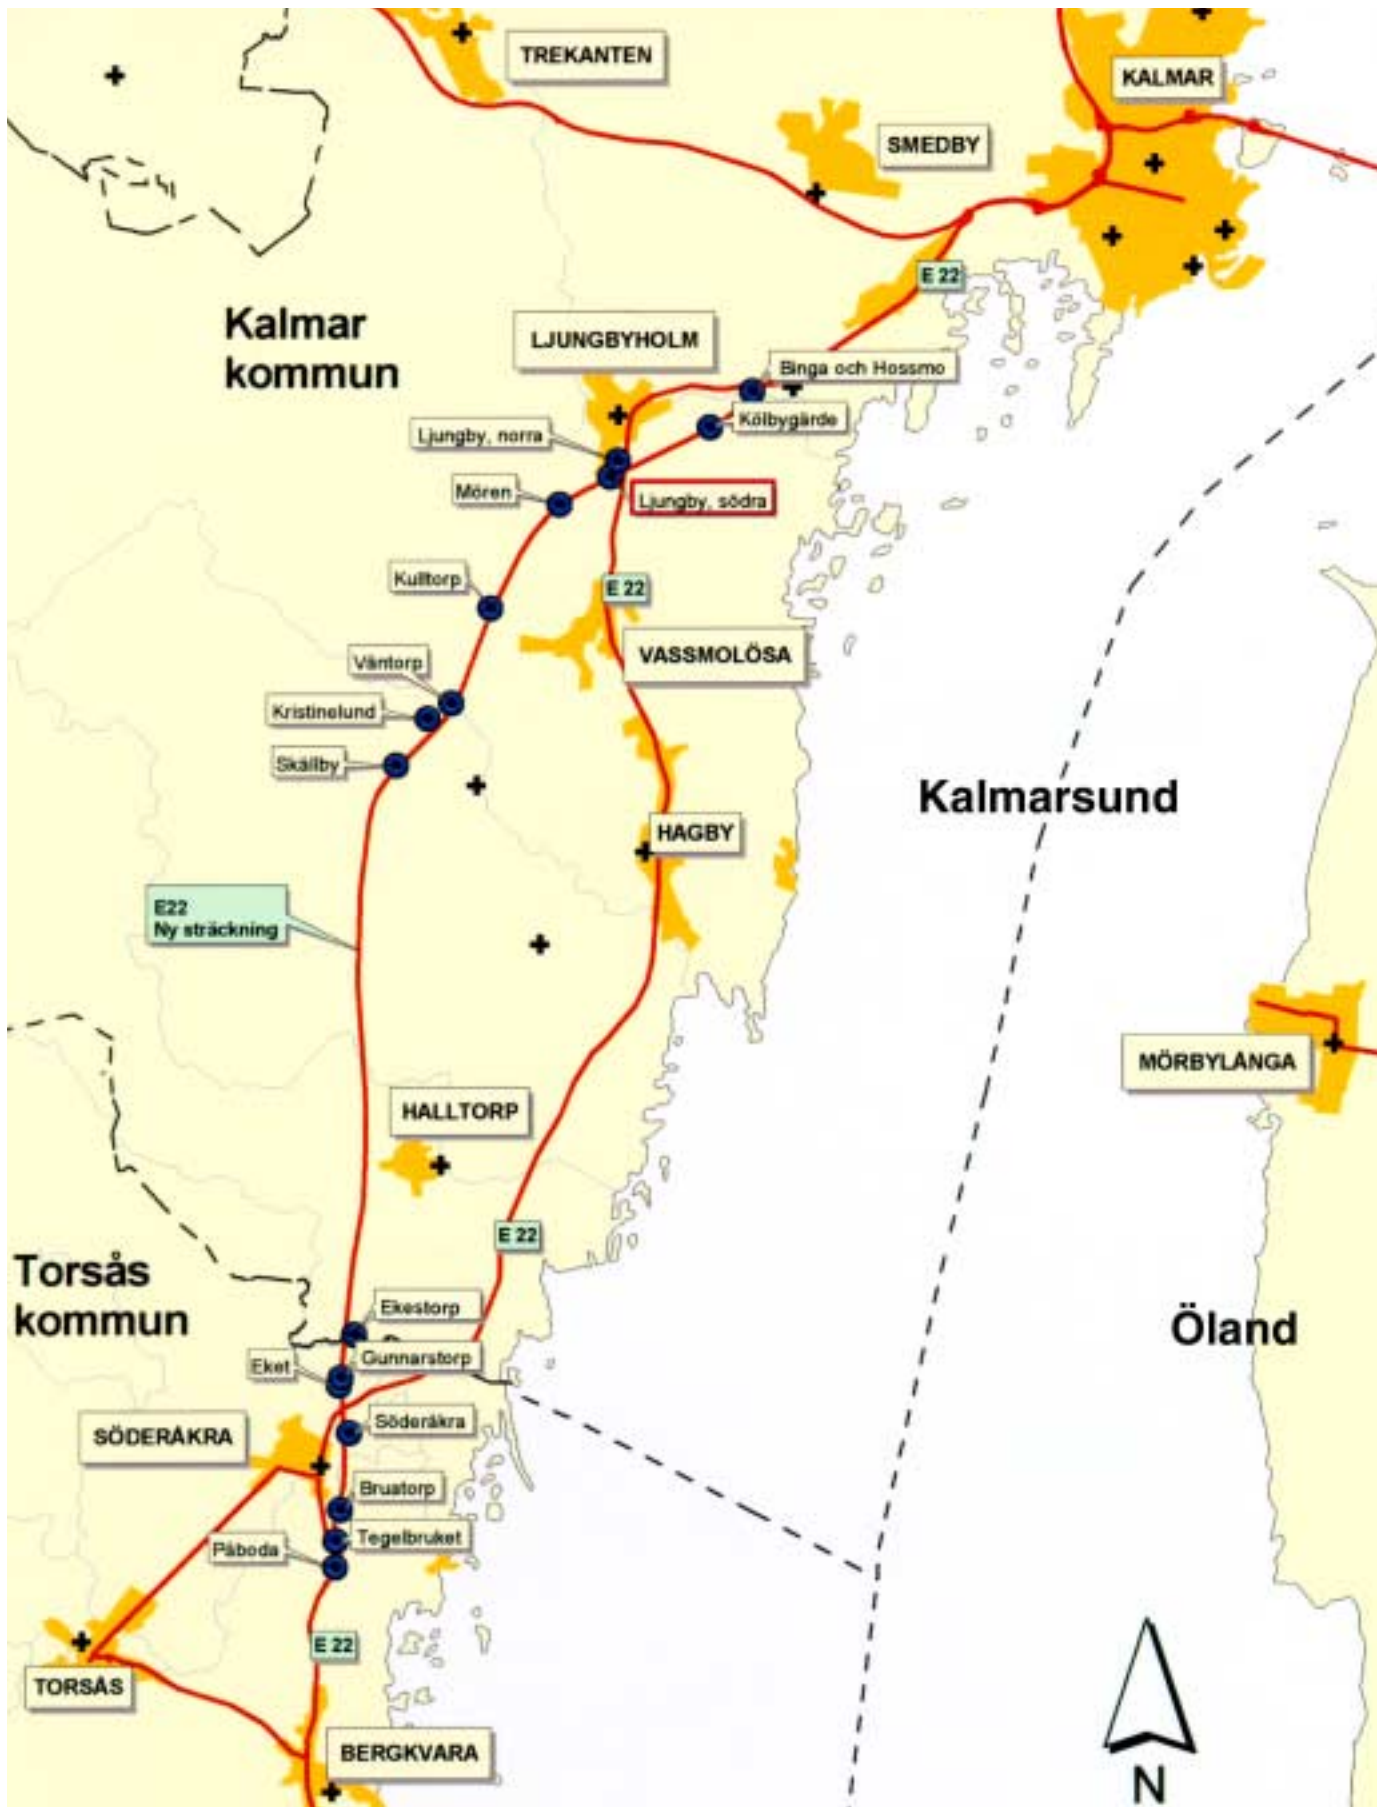 TREKANTEN
KALMAR
SMEDBY
E 22
Kalmar
kommun
LJUNGBYHOLM
Binga och Hossmo
Kölbygärde
Ljungby, norra
Mören
Ljungby, södra
Kulltorp
E 22
VASSMOLÖSA
Väntorp
Kristinelund
Skällby
Kalmarsund
HAGBY
E22
Ny sträckning
MÖRBYLÅNGA
HALLTORP
E 22
Torsås
kommun
Ekestorp
Öland
Gunnarstorp
Eket
Söderåkra
SÖDERÅKRA
Bruatorp
Tegelbruket
Påboda
E 22
TORSÅS
BERGKVARA
N